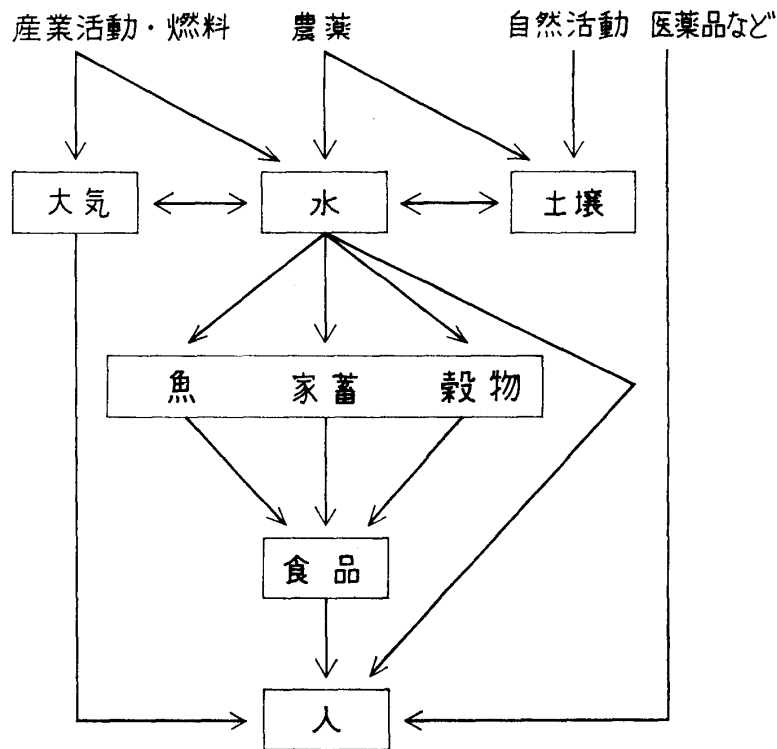 産業活動・燃料 農薬 自然活動 医薬品など
大気 水 土壌
魚 家蓄 穀物
食品
人